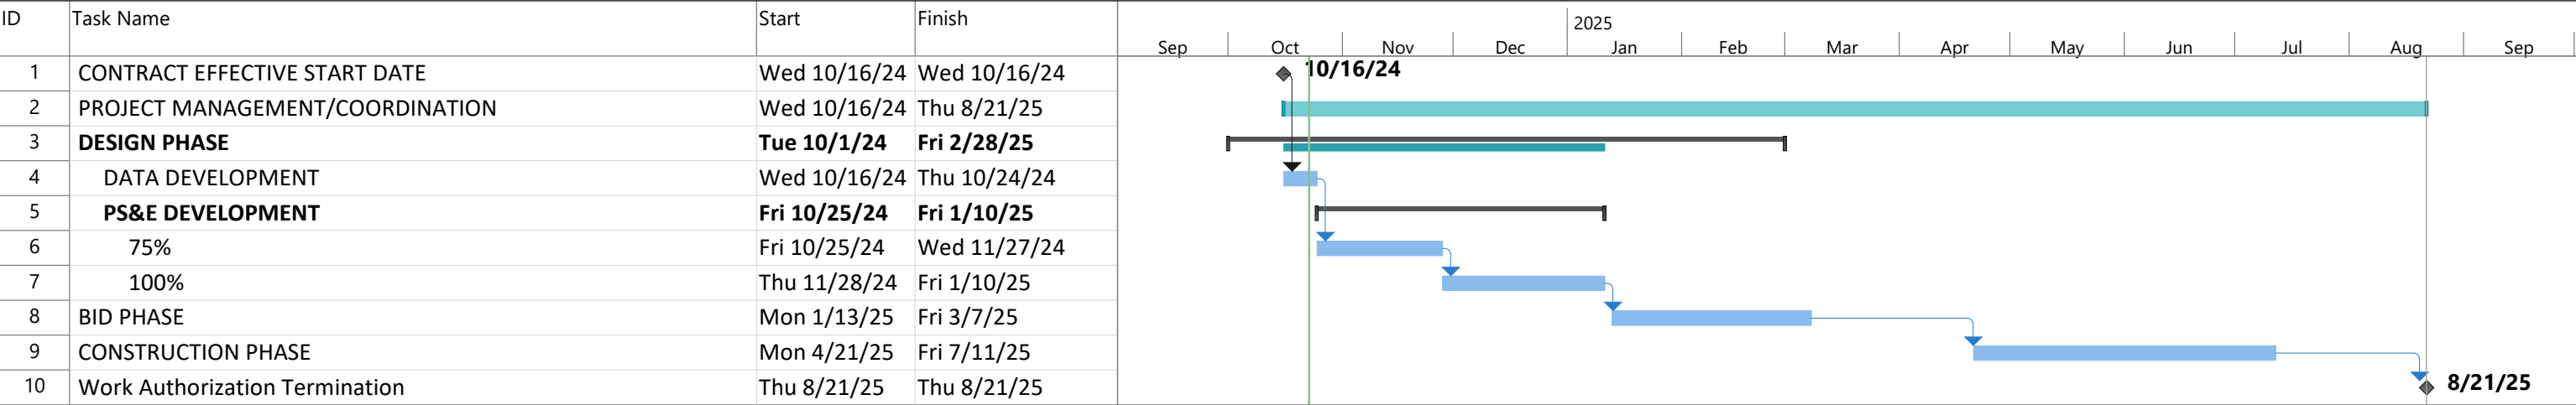 ID Task Name Start Finish
2025
Sep Oct Nov Dec Jan Feb Mar Apr May Jun Jul Aug Sep
1 CONTRACT EFFECTIVE START DATE Wed 10/16/24 Wed 10/16/24 10/16/24
2 PROJECT MANAGEMENT/COORDINATION Wed 10/16/24 Thu 8/21/25
3 DESIGN PHASE Tue 10/1/24 Fri 2/28/25
4 DATA DEVELOPMENT Wed 10/16/24 Thu 10/24/24
5 PS&E DEVELOPMENT Fri 10/25/24 Fri 1/10/25
6 75% Fri 10/25/24 Wed 11/27/24
7 100% Thu 11/28/24 Fri 1/10/25
8 BID PHASE Mon 1/13/25 Fri 3/7/25
9 CONSTRUCTION PHASE Mon 4/21/25 Fri 7/11/25
10 Work Authorization Termination Thu 8/21/25 Thu 8/21/25 8/21/25